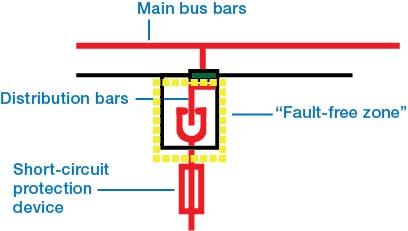 Main bus bars
Distribution bars
“Fault-free zone”
Short-circuit
protection
device